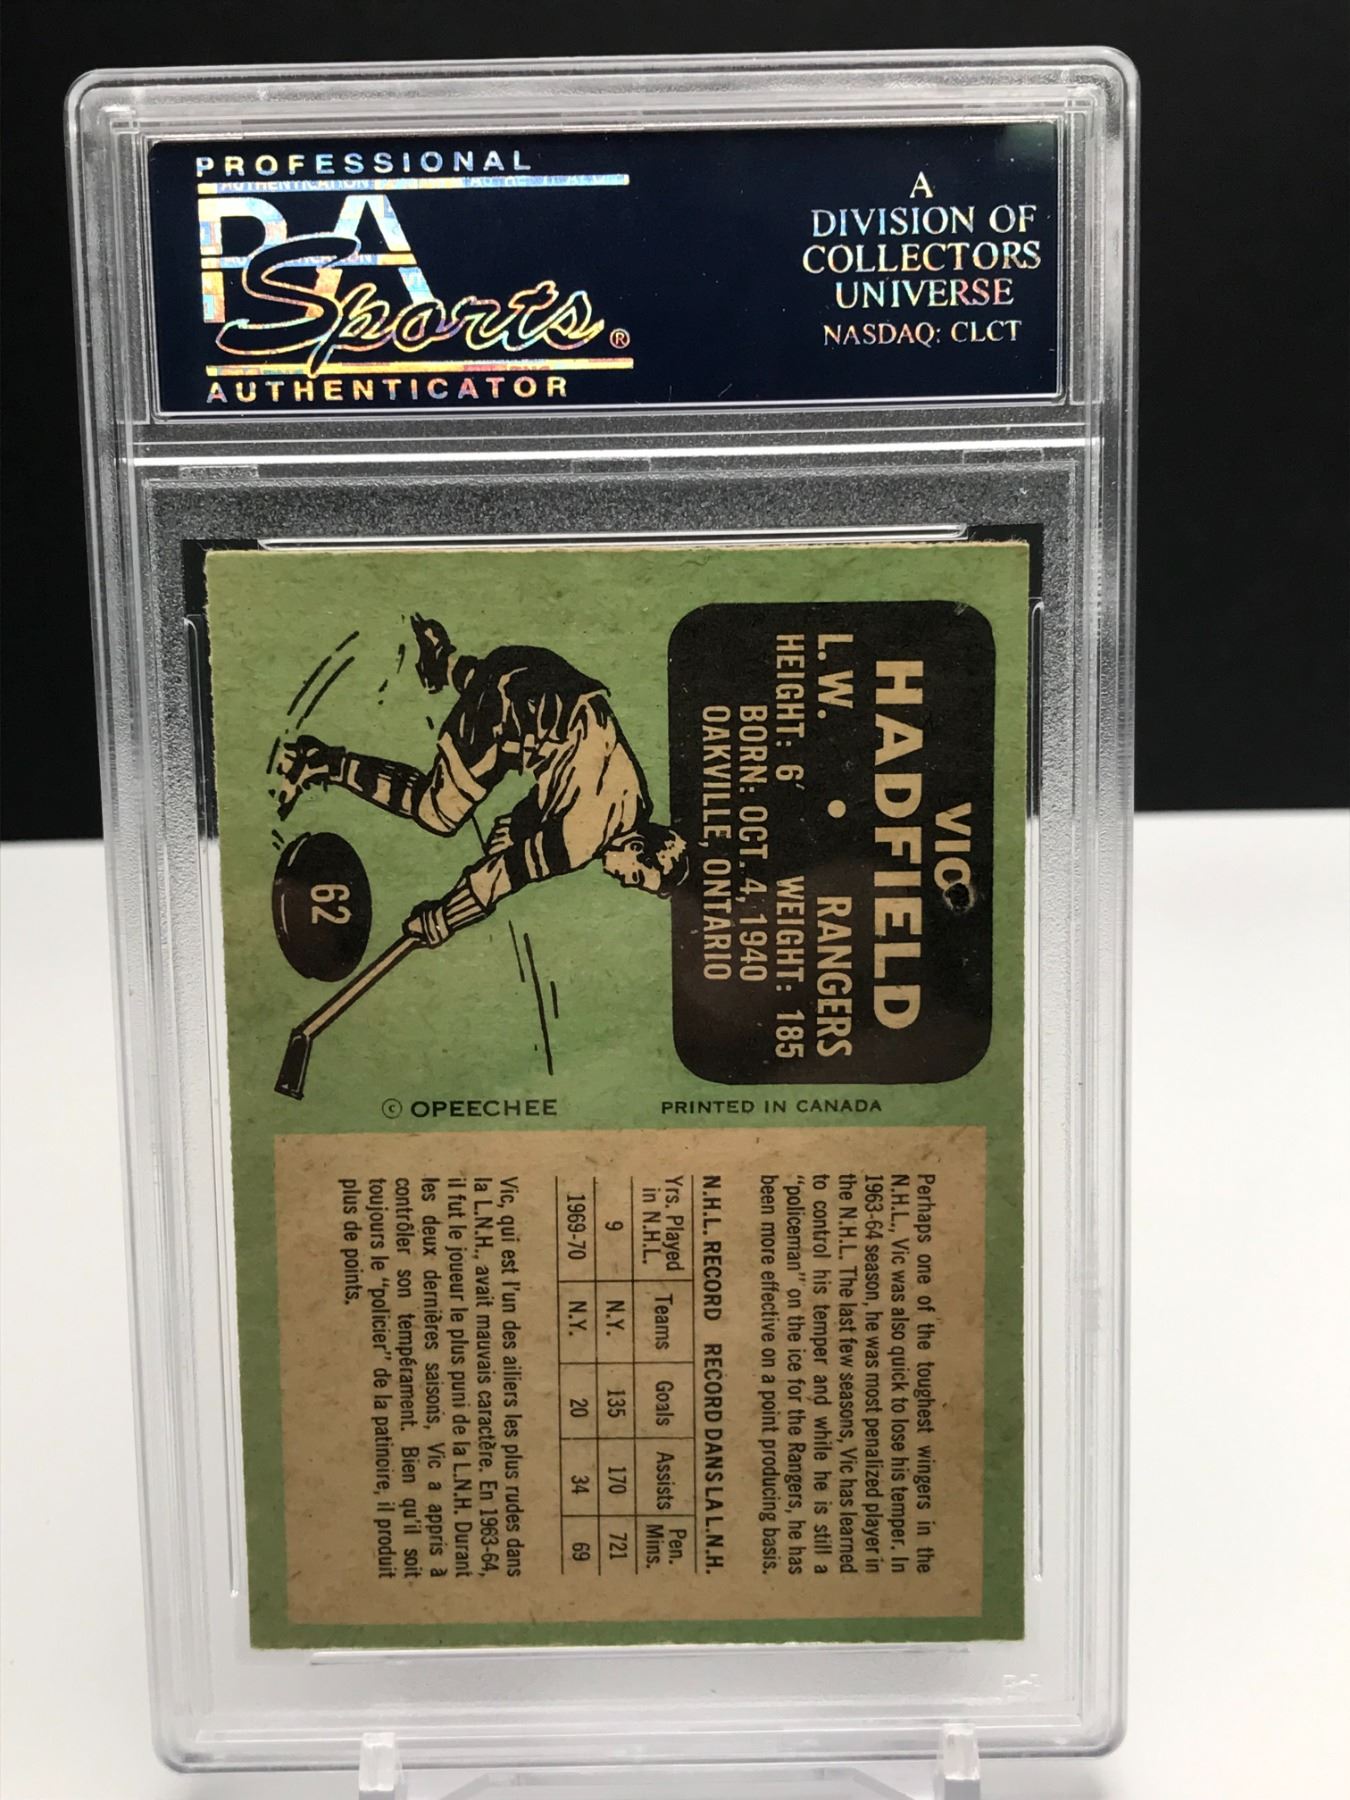 PROFESSIONAL
PSA
Sports®
AUTHENTICATOR
A
DIVISION OF
COLLECTORS
UNIVERSE
NASDAQ: CLCT
VIC
HADFIELD
L. W. • RANGERS
HEIGHT: 6' WEIGHT: 185
BORN: OCT. 4, 1940
OAKVILLE, ONTARIO
62
© OPEECHEE
PRINTED IN CANADA
Perhaps one of the toughest wingers in the
N.H.L., Vic was also quick to lose his temper. In
1963-64 season, he was most penalized player in
the N.H.L. The last few seasons, Vic has learned
to control his temper and while he is still a
"policeman" on the ice for the Rangers, he has
been more effective on a point producing basis.
N.H.L. RECORD RECORD DANS LA L.N.H.
Yrs. Played in N.H.L. Teams Goals Assists Pen. Mins.
9 N.Y. 135 170 721
1969-70 N.Y. 20 34 69
Vic, qui est l'un des ailiers les plus rudes dans
la L.N.H., avait mauvais caractère. En 1963-64,
il fut le joueur le plus puni de la L.N.H. Durant
les deux dernières saisons, Vic a appris à
contrôler son tempérament. Bien qu'il soit
toujours le "policier" de la patinoire, il produit
plus de points.